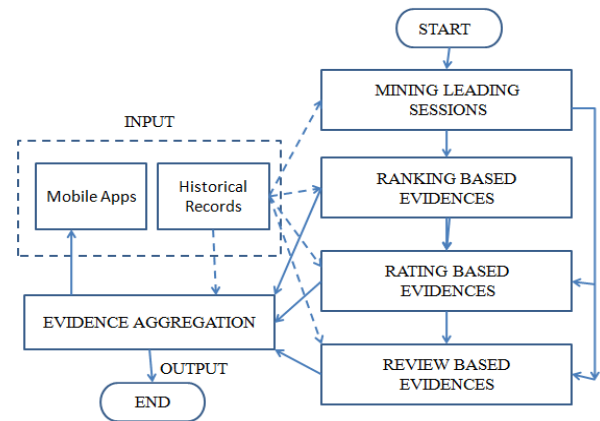 START
MINING LEADING
SESSIONS
INPUT
Mobile Apps
Historical
Records
RANKING BASED
EVIDENCES
RATING BASED
EVIDENCES
EVIDENCE AGGREGATION
REVIEW BASED
EVIDENCES
OUTPUT
END